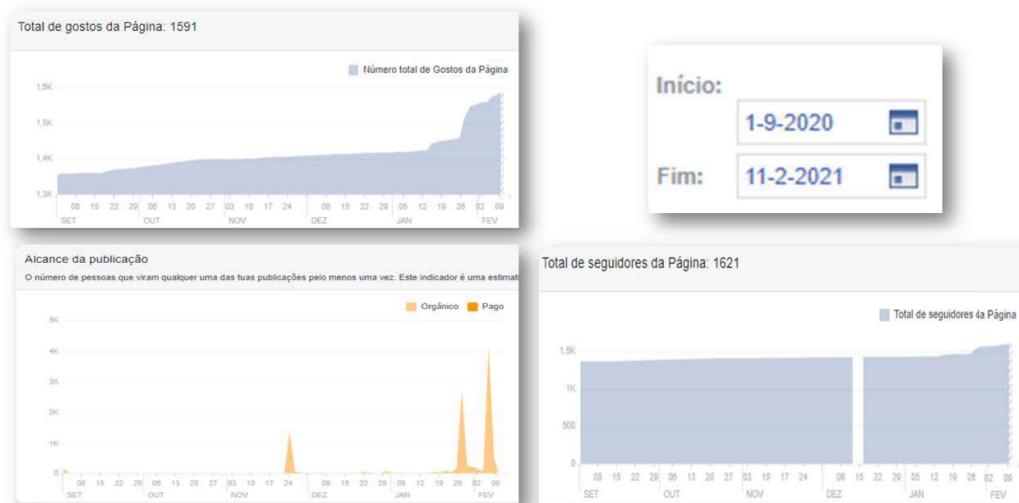 Total de gostos da Página: 1591
Número total de Gostos da Página
1,6K
1,5K
1,4K
1,3K
08 15 22 29 06 13 20 27 03 10 17 24 08 15 22 29 05 12 19 26 02 09
SET OUT NOV DEZ JAN FEV
Início:
1-9-2020
Fim:
11-2-2021
Alcance da publicação
O número de pessoas que viram qualquer uma das tuas publicações pelo menos uma vez. Este indicador é uma estimati
Orgânico Pago
5K
4K
3K
2K
1K
0
08 15 22 29 06 13 20 27 03 10 17 24 08 15 22 29 05 12 19 26 02 09
SET OUT NOV DEZ JAN FEV
Total de seguidores da Página: 1621
Total de seguidores da Página
1,5K
1K
500
0
08 15 22 29 06 13 20 27 03 10 17 24 08 15 22 29 05 12 19 26 02 09
SET OUT NOV DEZ JAN FEV